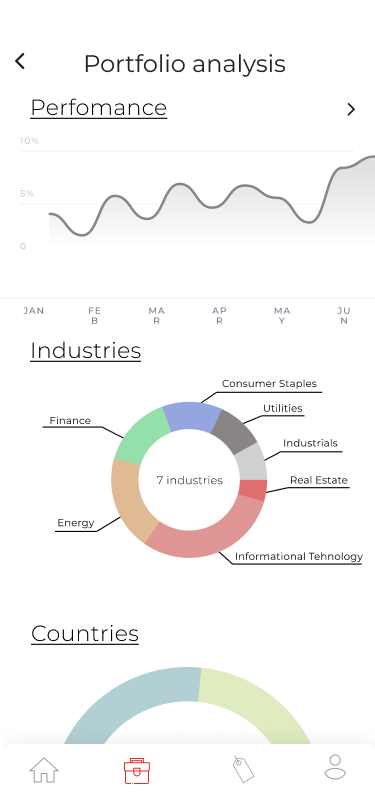 Portfolio analysis
Perfomance
10%
5%
0
JAN FEB MAR APR MAY JUN
Industries
Consumer Staples
Utilities
Finance
Industrials
7 industries
Real Estate
Energy
Informational Tehnology
Countries